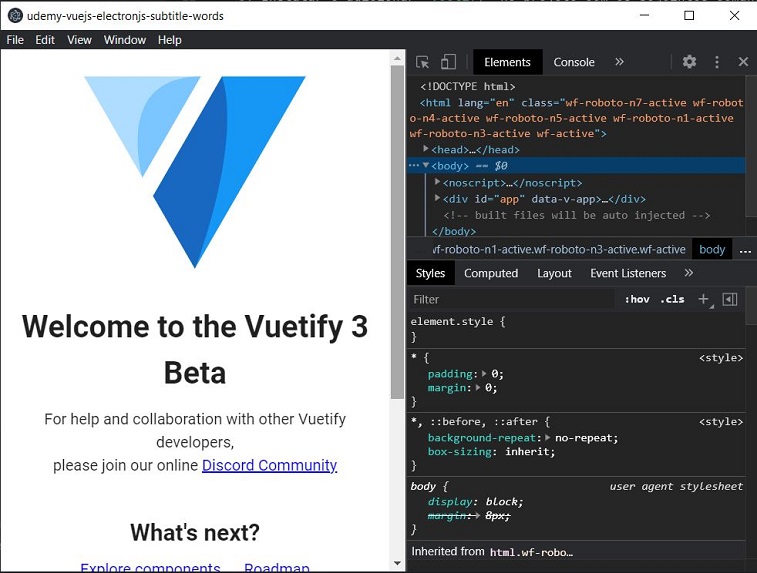 udemy-vuejs-electronjs-subtitle-words
File Edit View Window Help
Welcome to the Vuetify 3
Beta
For help and collaboration with other Vuetify
developers,
please join our online Discord Community
What's next?
Explore components Roadmap
Elements Console »
<!DOCTYPE html>
<html lang="en" class="wf-roboto-n7-active wf-robot
o-n4-active wf-roboto-n5-active wf-roboto-n1-active
wf-roboto-n3-active wf-active">
<head>…</head>
<body> == $0
<noscript>…</noscript>
<div id="app" data-v-app>…</div>
<!-- built files will be auto injected -->
</body>
wf-roboto-n1-active.wf-roboto-n3-active.wf-active body ...
Styles Computed Layout Event Listeners »
Filter :hov .cls +
element.style {
}
* { <style>
padding: 0;
margin: 0;
}
*, ::before, ::after { <style>
background-repeat: no-repeat;
box-sizing: inherit;
}
body { user agent stylesheet
display: block;
margin: 8px;
}
Inherited from html.wf-robo…